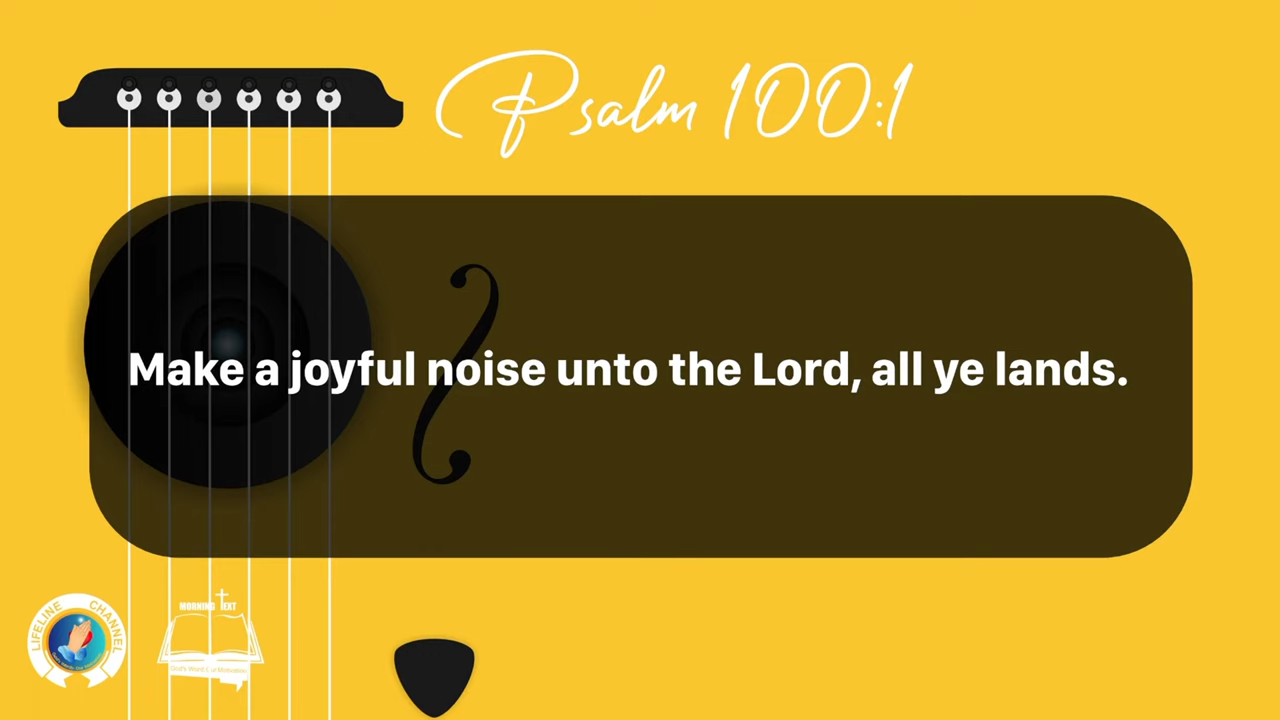 Psalm 100:1
Make a joyful noise unto the Lord, all ye lands.
LIFELINE CHANNEL
MORNING TEXT